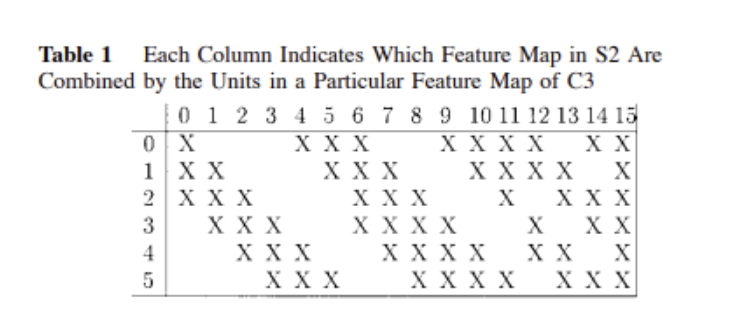 Table 1 Each Column Indicates Which Feature Map in S2 Are
Combined by the Units in a Particular Feature Map of C3
0 1 2 3 4 5 6 7 8 9 10 11 12 13 14 15
0 X X X X X X X X X X
1 X X X X X X X X X X
2 X X X X X X X X X X
3 X X X X X X X X X X
4 X X X X X X X X X X
5 X X X X X X X X X X